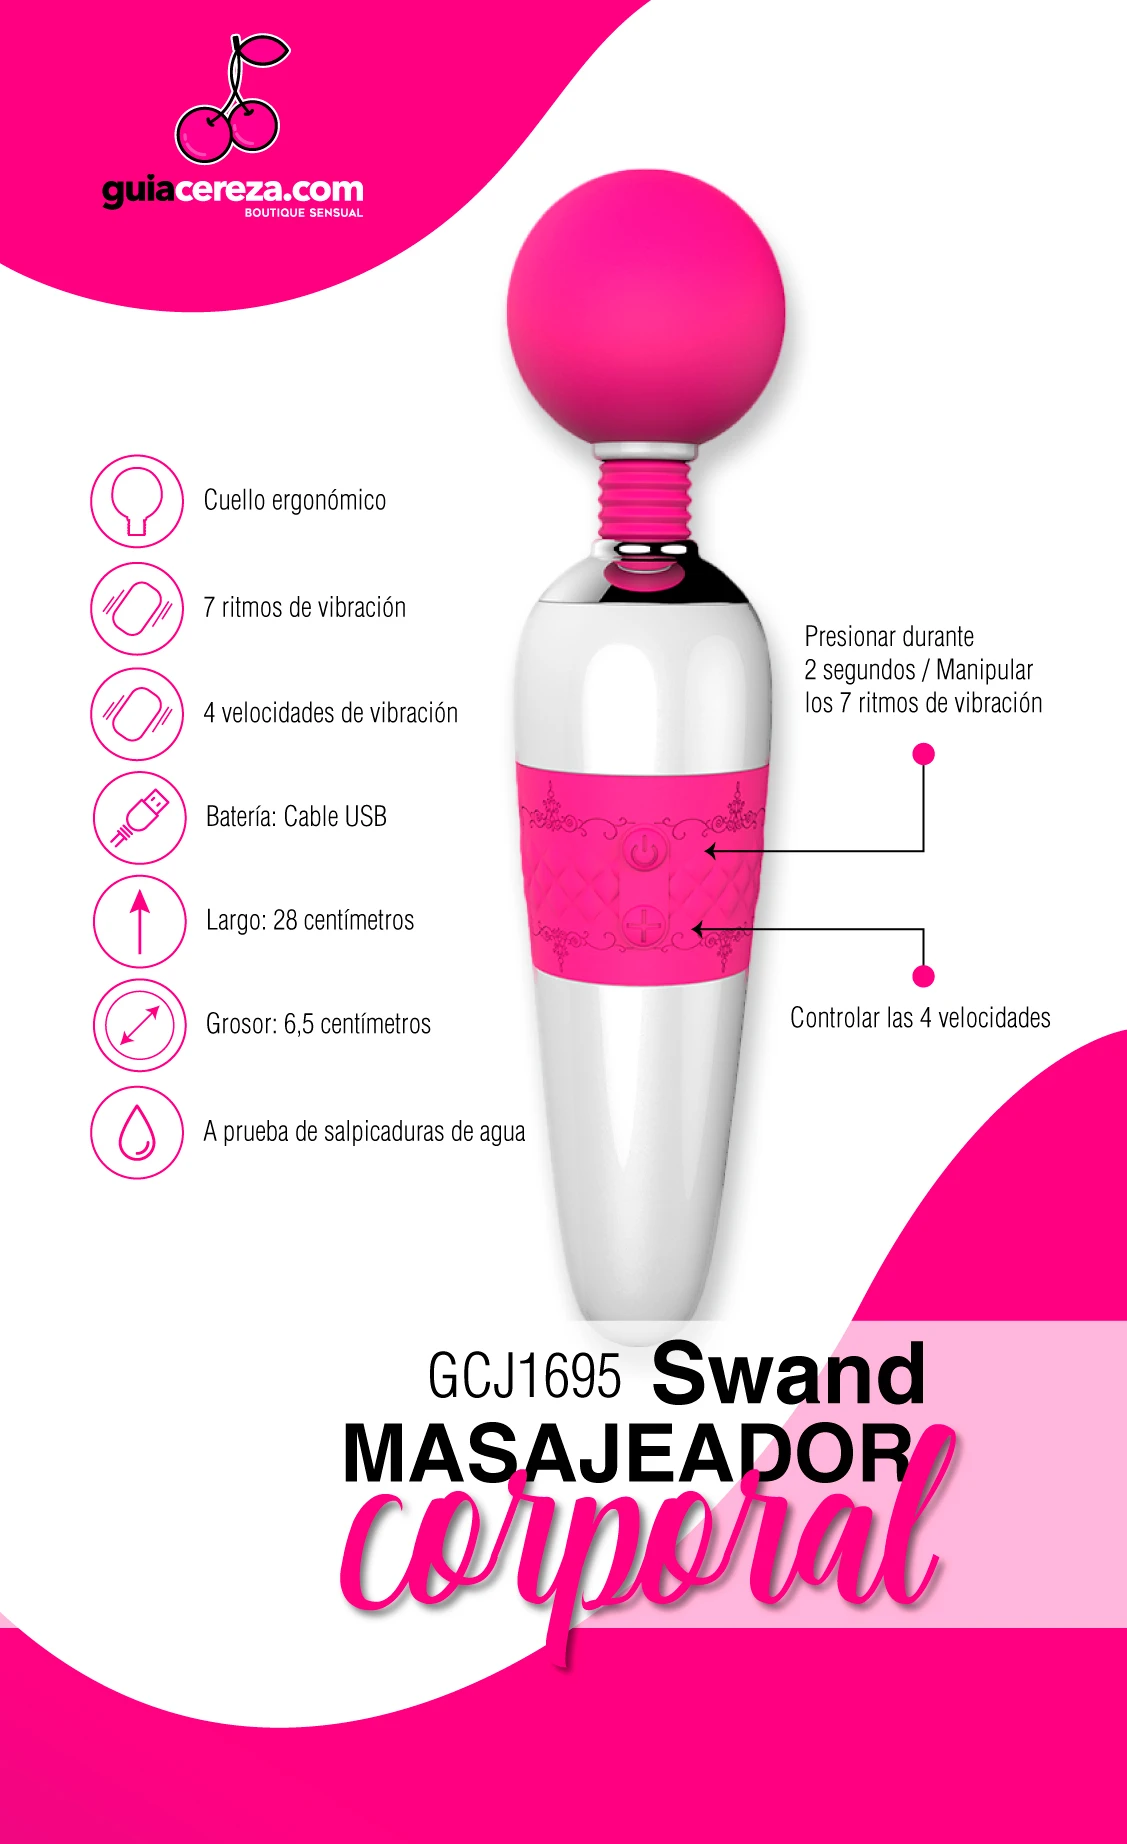 guiacereza.com
BOUTIQUE SENSUAL
Cuello ergonómico
7 ritmos de vibración
4 velocidades de vibración
Batería: Cable USB
Largo: 28 centímetros
Grosor: 6,5 centímetros
A prueba de salpicaduras de agua
Presionar durante
2 segundos / Manipular
los 7 ritmos de vibración
Controlar las 4 velocidades
GCJ1695 Swand
MASAJEADOR
corporal